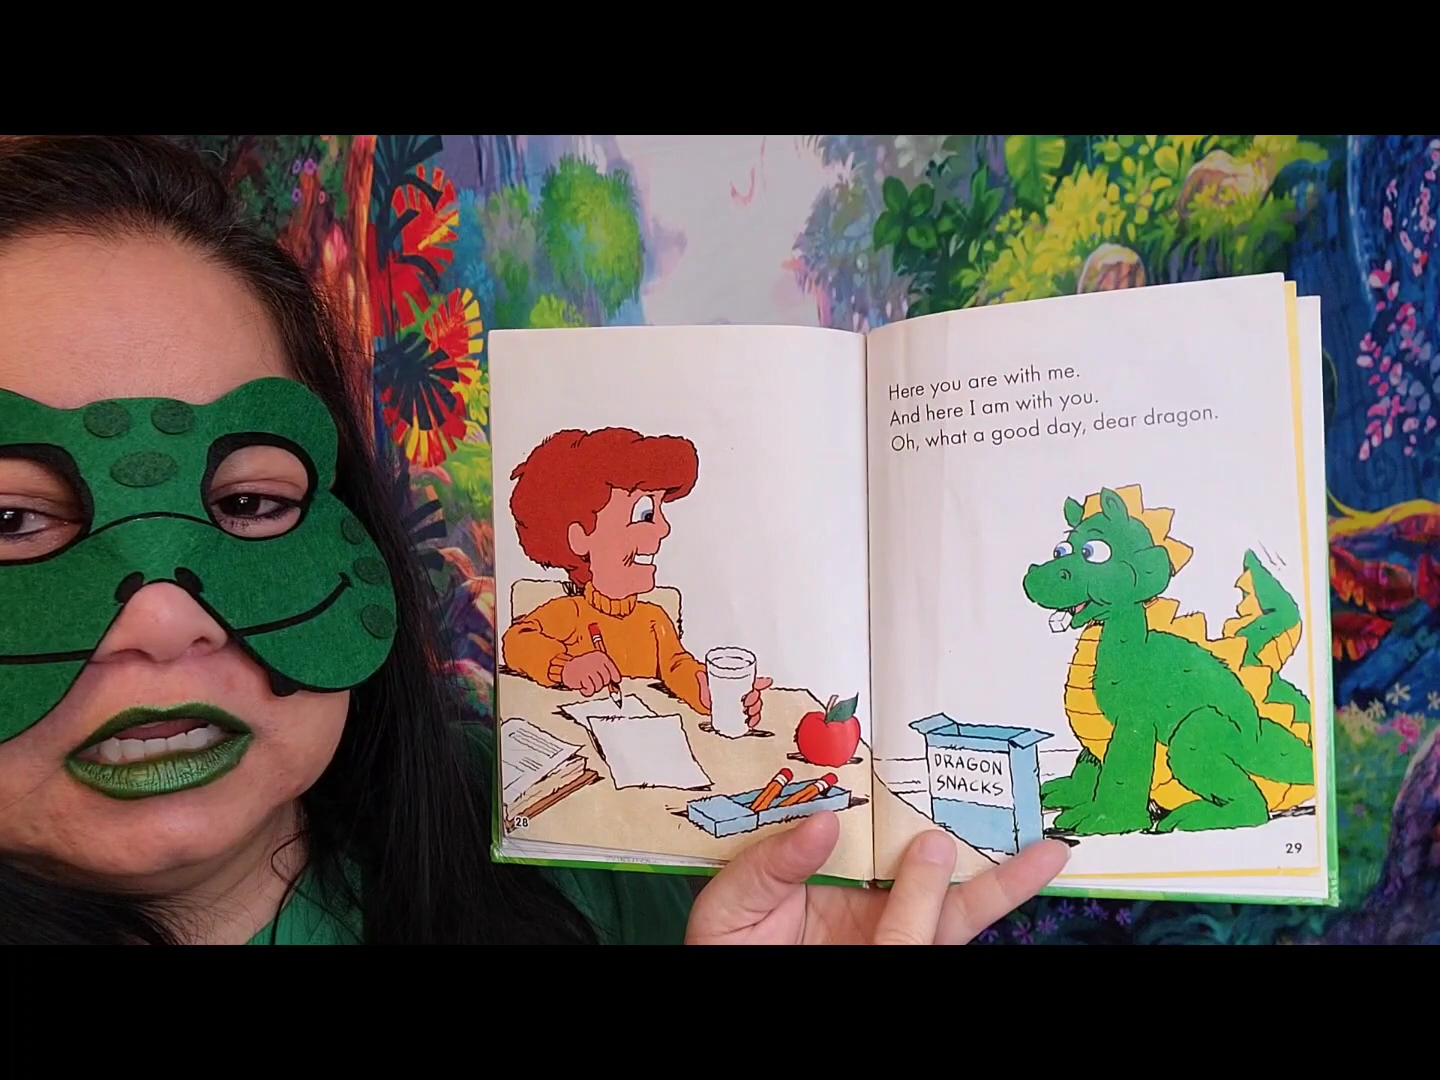 Here you are with me.
And here I am with you.
Oh, what a good day, dear dragon.
DRAGON
SNACKS
28
29